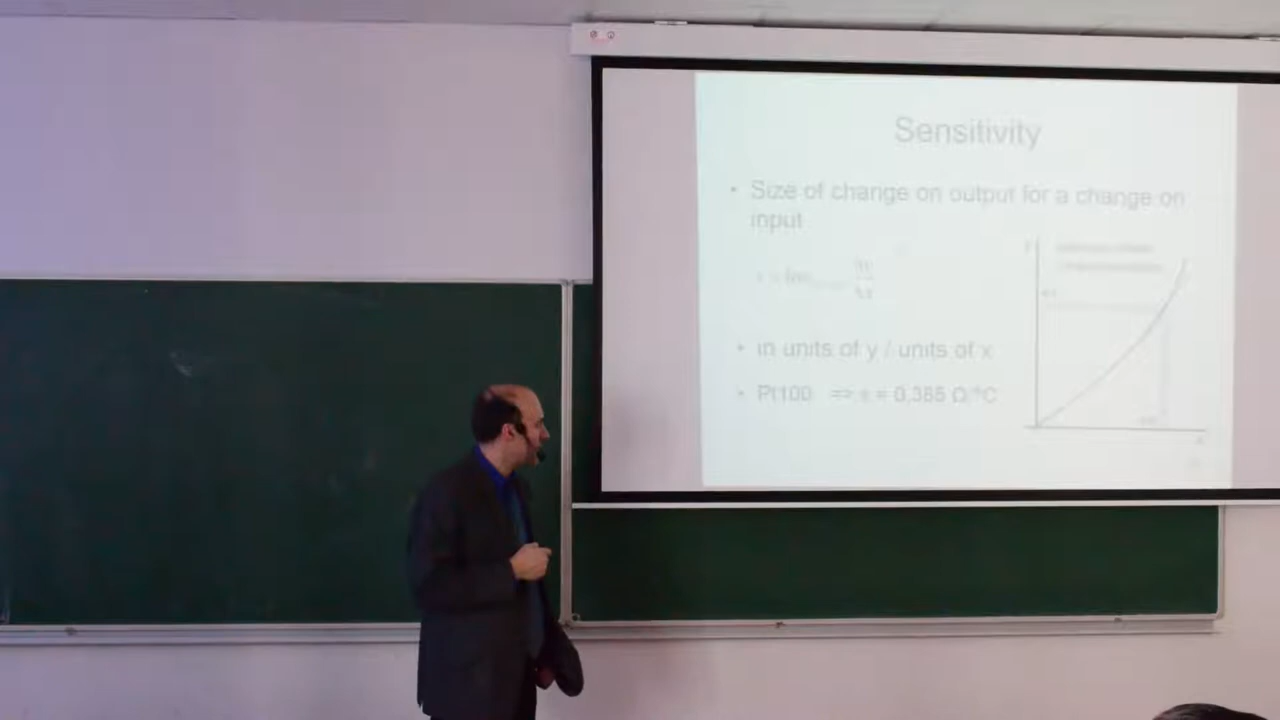 Sensitivity
• Size of change on output for a change on
input
• in units of y / units of x
• Pt100 => s = 0,385 Ω/°C